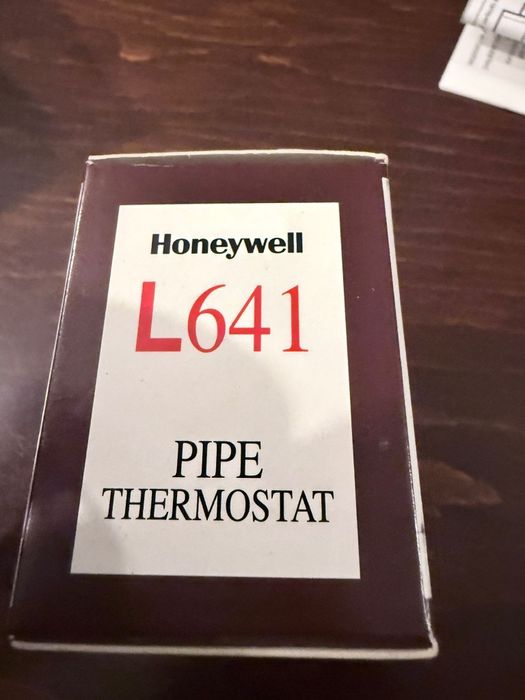 Honeywell
L641
PIPE
THERMOSTAT